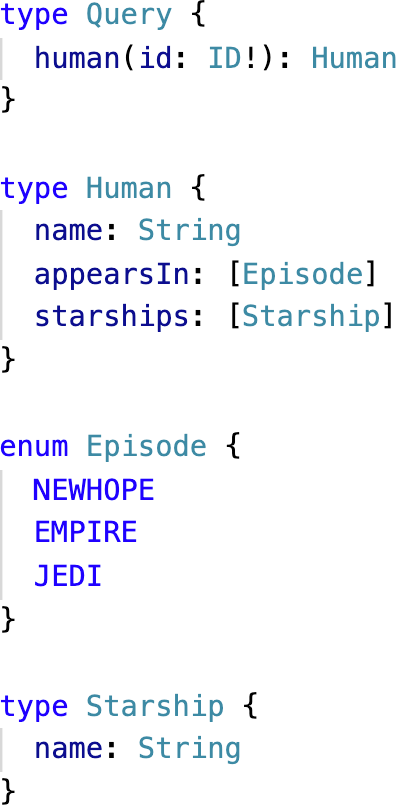 type Query {
  human(id: ID!): Human
}

type Human {
  name: String
  appearsIn: [Episode]
  starships: [Starship]
}

enum Episode {
  NEWHOPE
  EMPIRE
  JEDI
}

type Starship {
  name: String
}